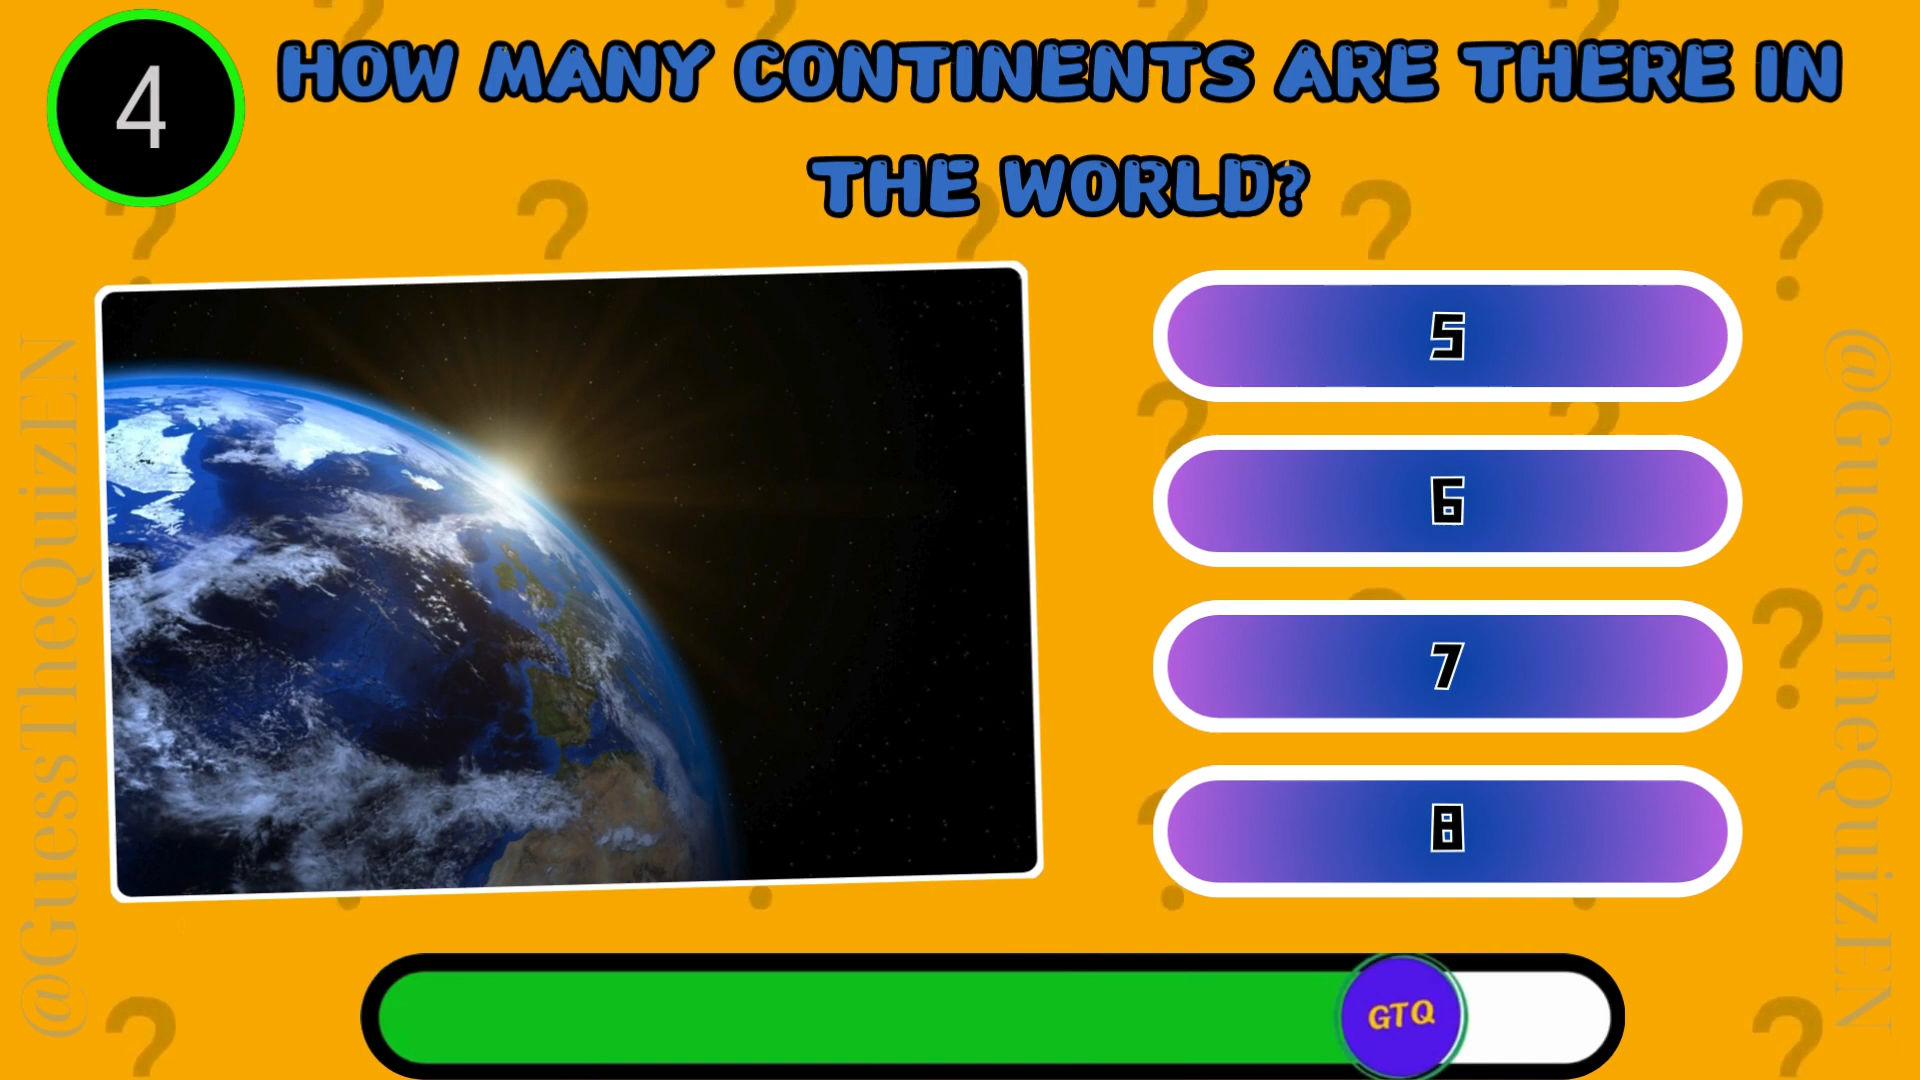 4
HOW MANY CONTINENTS ARE THERE IN
THE WORLD?
5
6
7
8
@GuessTheQuizEN
@GuessTheQuizEN
GTQ